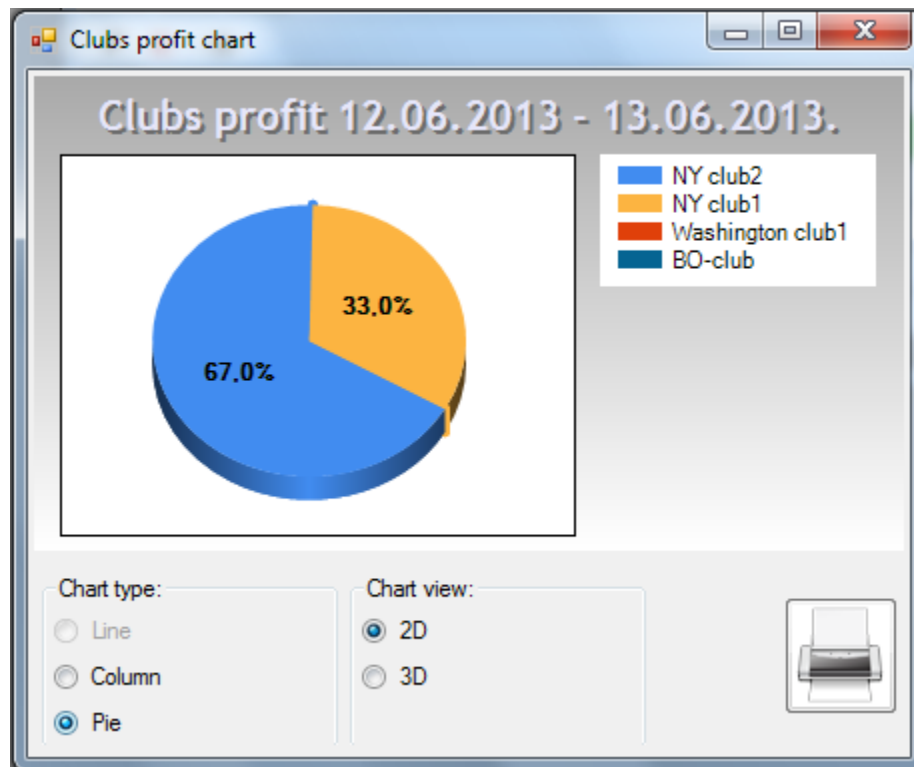 Clubs profit chart
Clubs profit 12.06.2013 - 13.06.2013.
NY club2
NY club1
Washington club1
BO-club
33,0%
67,0%
Chart type:
Line
Column
Pie
Chart view:
2D
3D